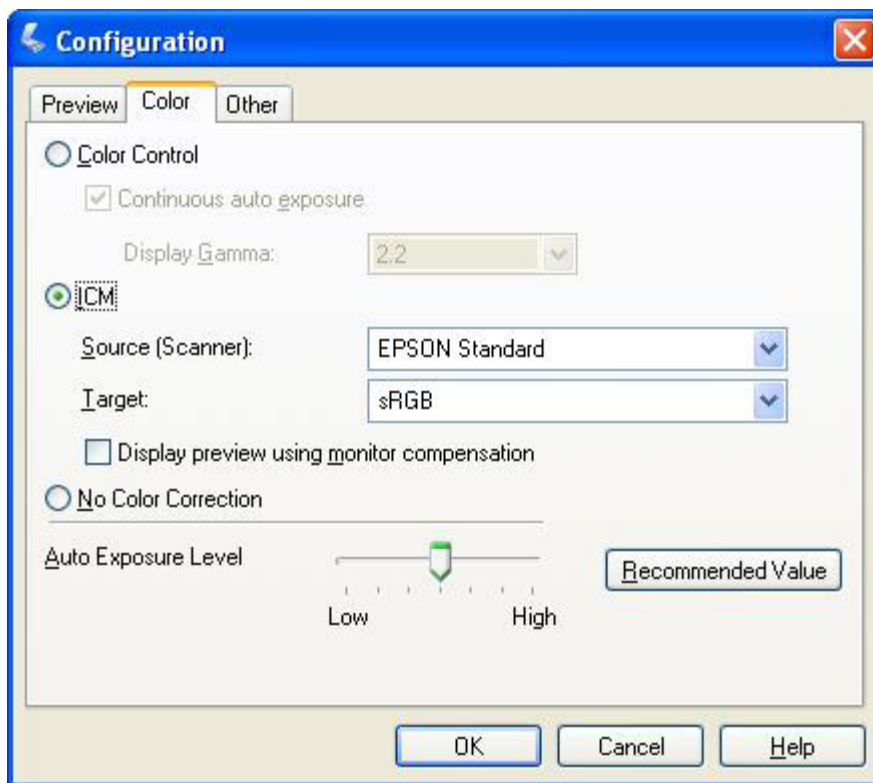 Configuration
Preview Color Other
Color Control
Continuous auto exposure
Display Gamma: 2.2
ICM
Source (Scanner): EPSON Standard
Target: sRGB
Display preview using monitor compensation
No Color Correction
Auto Exposure Level
Recommended Value
Low High
OK Cancel Help